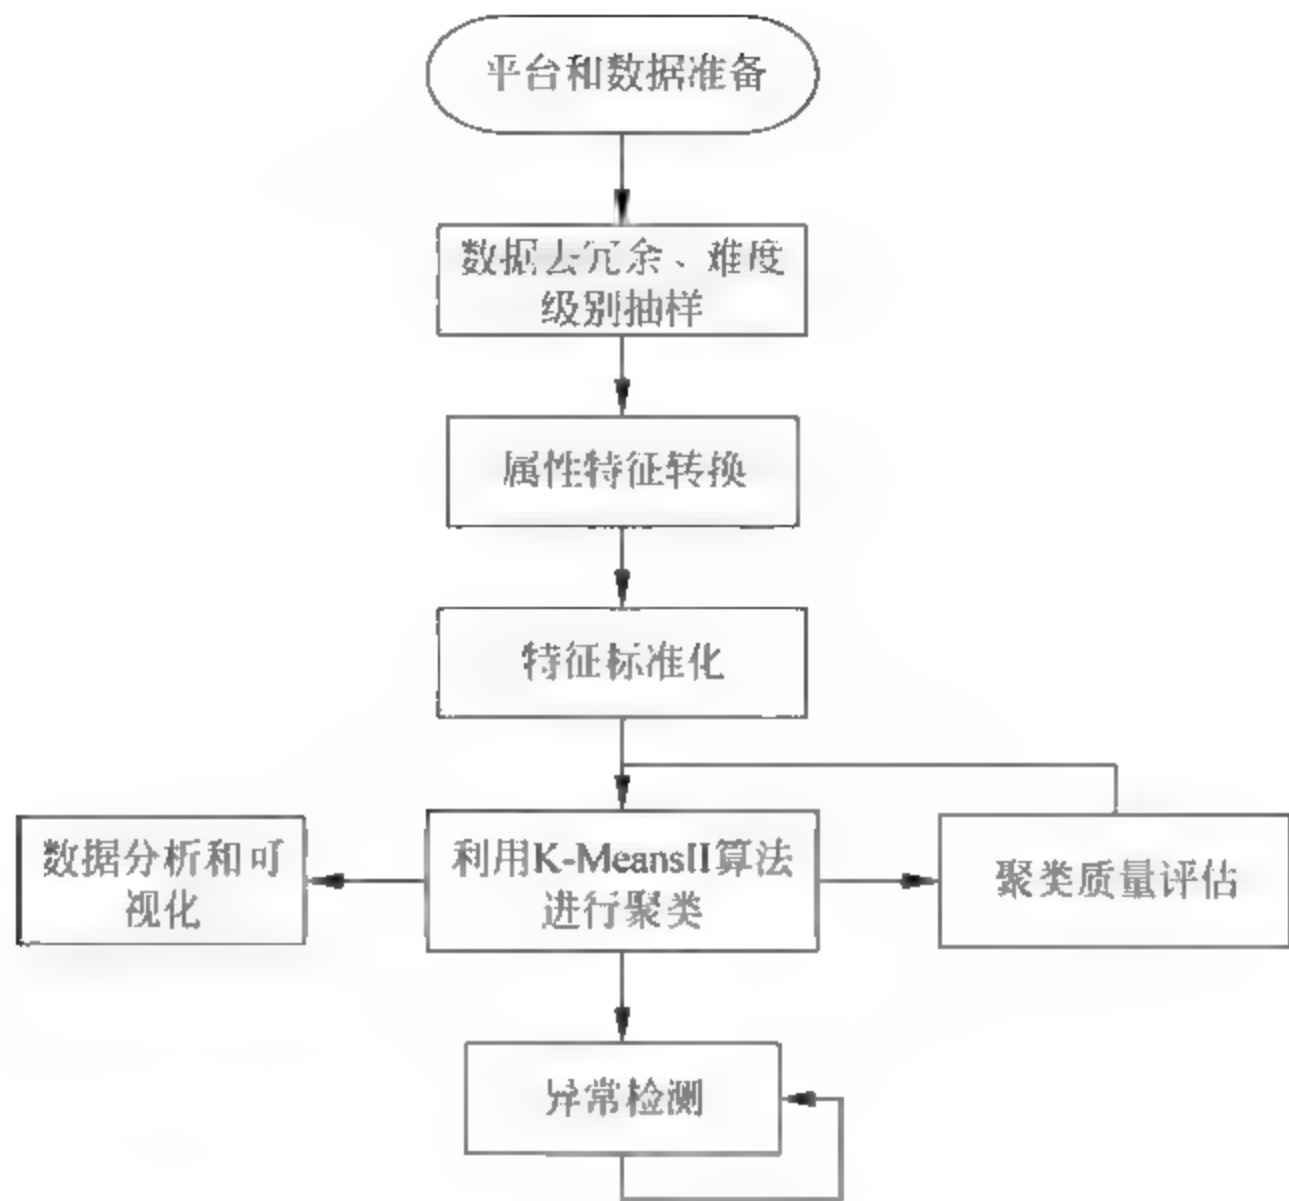 平台和数据准备
数据去冗余、难度
级别抽样
属性特征转换
特征标准化
数据分析和可
视化
利用K-MeansII算法
进行聚类
聚类质量评估
异常检测